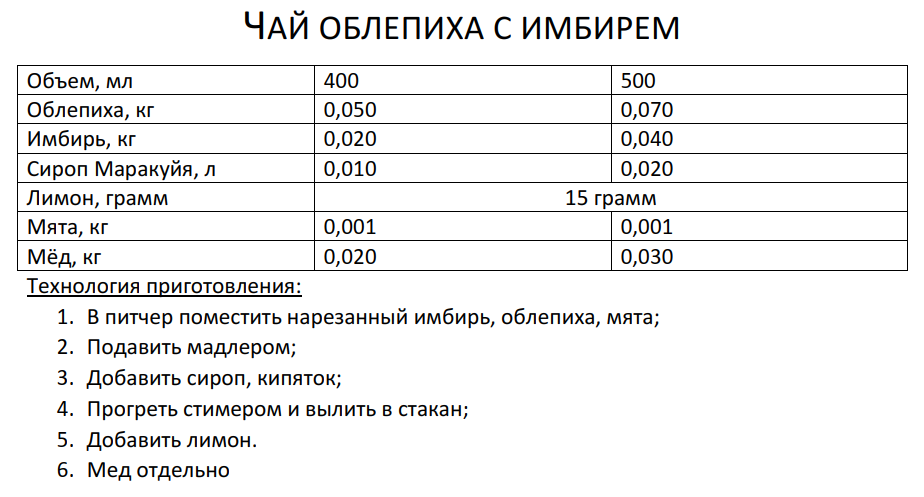 ЧАЙ ОБЛЕПИХА С ИМБИРЕМ
Объем, мл 400 500
Облепиха, кг 0,050 0,070
Имбирь, кг 0,020 0,040
Сироп Маракуйя, л 0,010 0,020
Лимон, грамм 15 грамм
Мята, кг 0,001 0,001
Мёд, кг 0,020 0,030
Технология приготовления:
1. В питчер поместить нарезанный имбирь, облепиха, мята;
2. Подавить мадлером;
3. Добавить сироп, кипяток;
4. Прогреть стимером и вылить в стакан;
5. Добавить лимон.
6. Мед отдельно